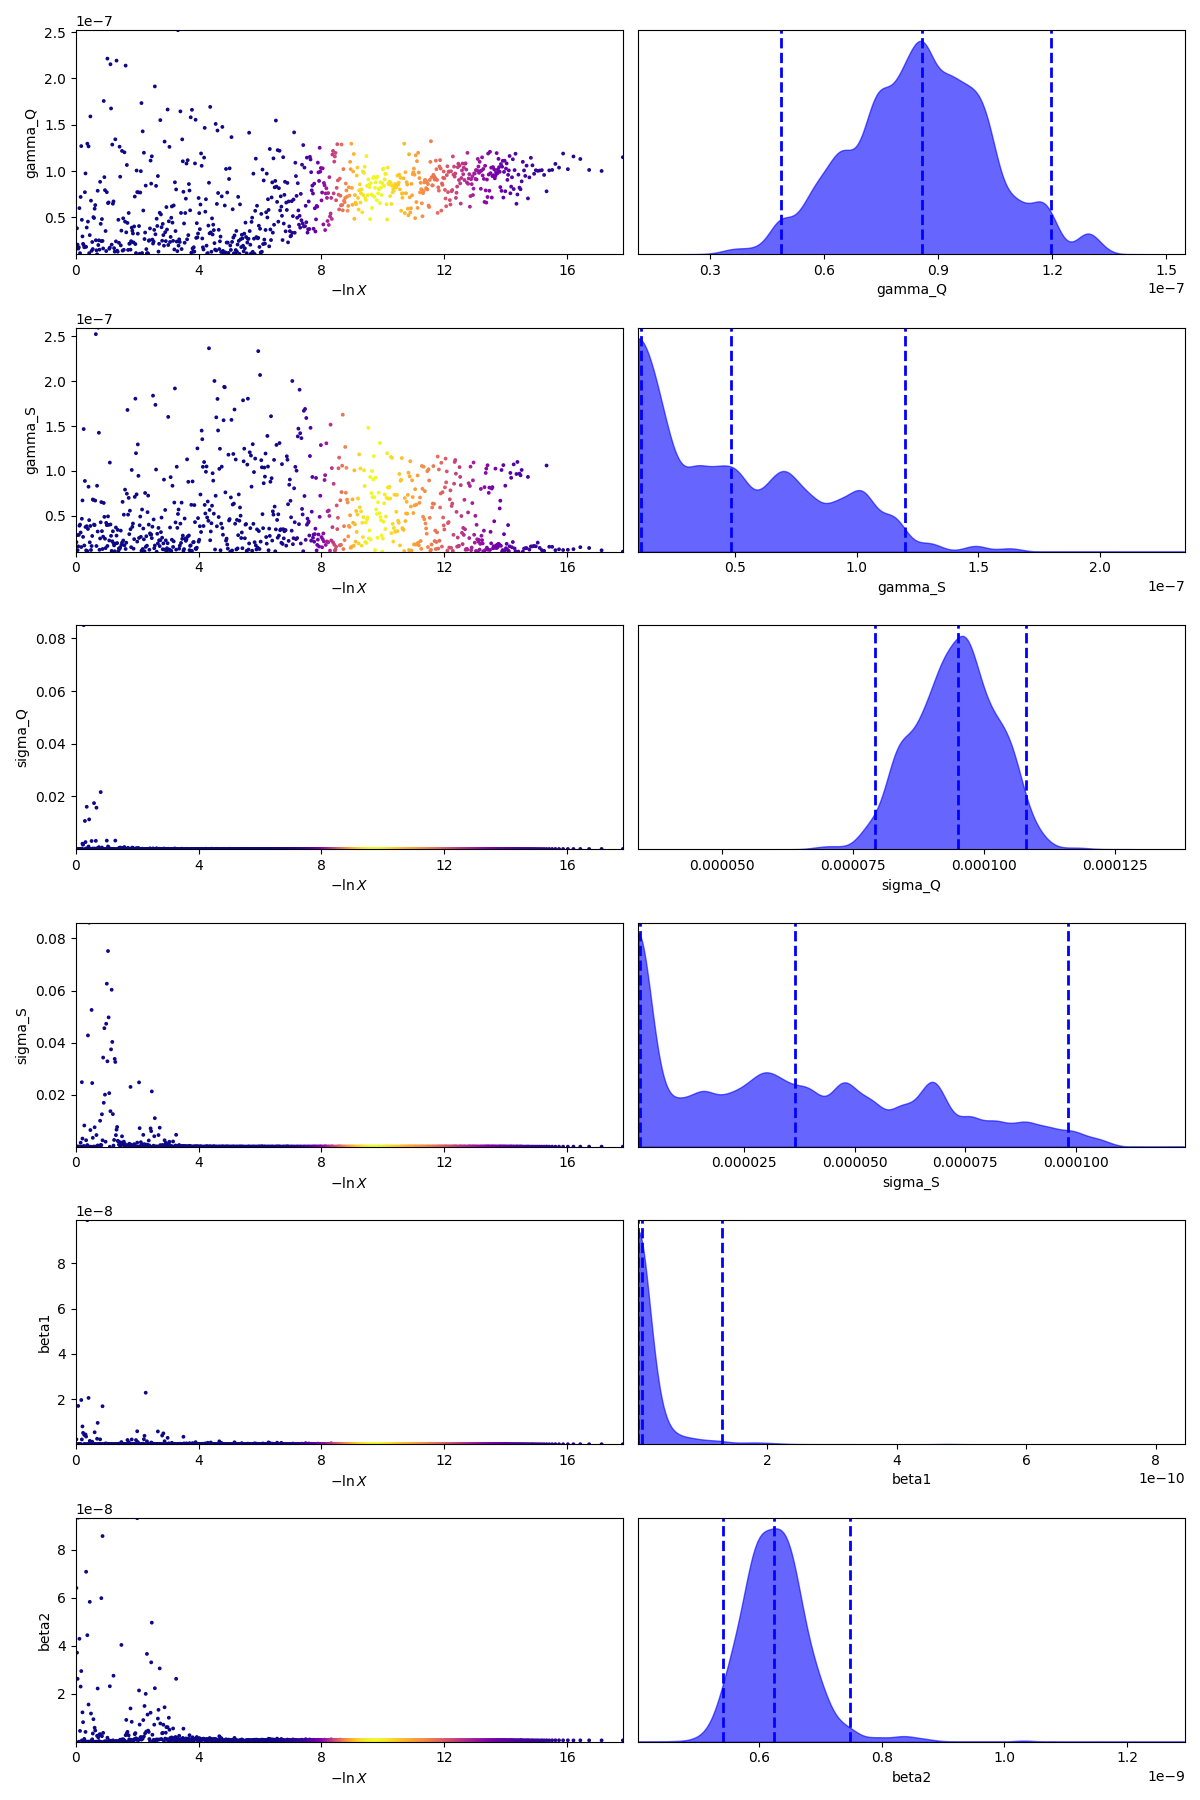 1e−7
2.5
2.0
1.5
1.0
0.5
gamma_Q
0 4 8 12 16
−ln X
0.3 0.6 0.9 1.2 1.5
gamma_Q
1e−7
1e−7
2.5
2.0
1.5
1.0
0.5
gamma_S
0 4 8 12 16
−ln X
0.5 1.0 1.5 2.0
gamma_S
1e−7
0.08
0.06
0.04
0.02
sigma_Q
0 4 8 12 16
−ln X
0.000050 0.000075 0.000100 0.000125
sigma_Q
0.08
0.06
0.04
0.02
sigma_S
0 4 8 12 16
−ln X
0.000025 0.000050 0.000075 0.000100
sigma_S
1e−8
8
6
4
2
beta1
0 4 8 12 16
−ln X
2 4 6 8
beta1
1e−10
1e−8
8
6
4
2
beta2
0 4 8 12 16
−ln X
0.6 0.8 1.0 1.2
beta2
1e−9